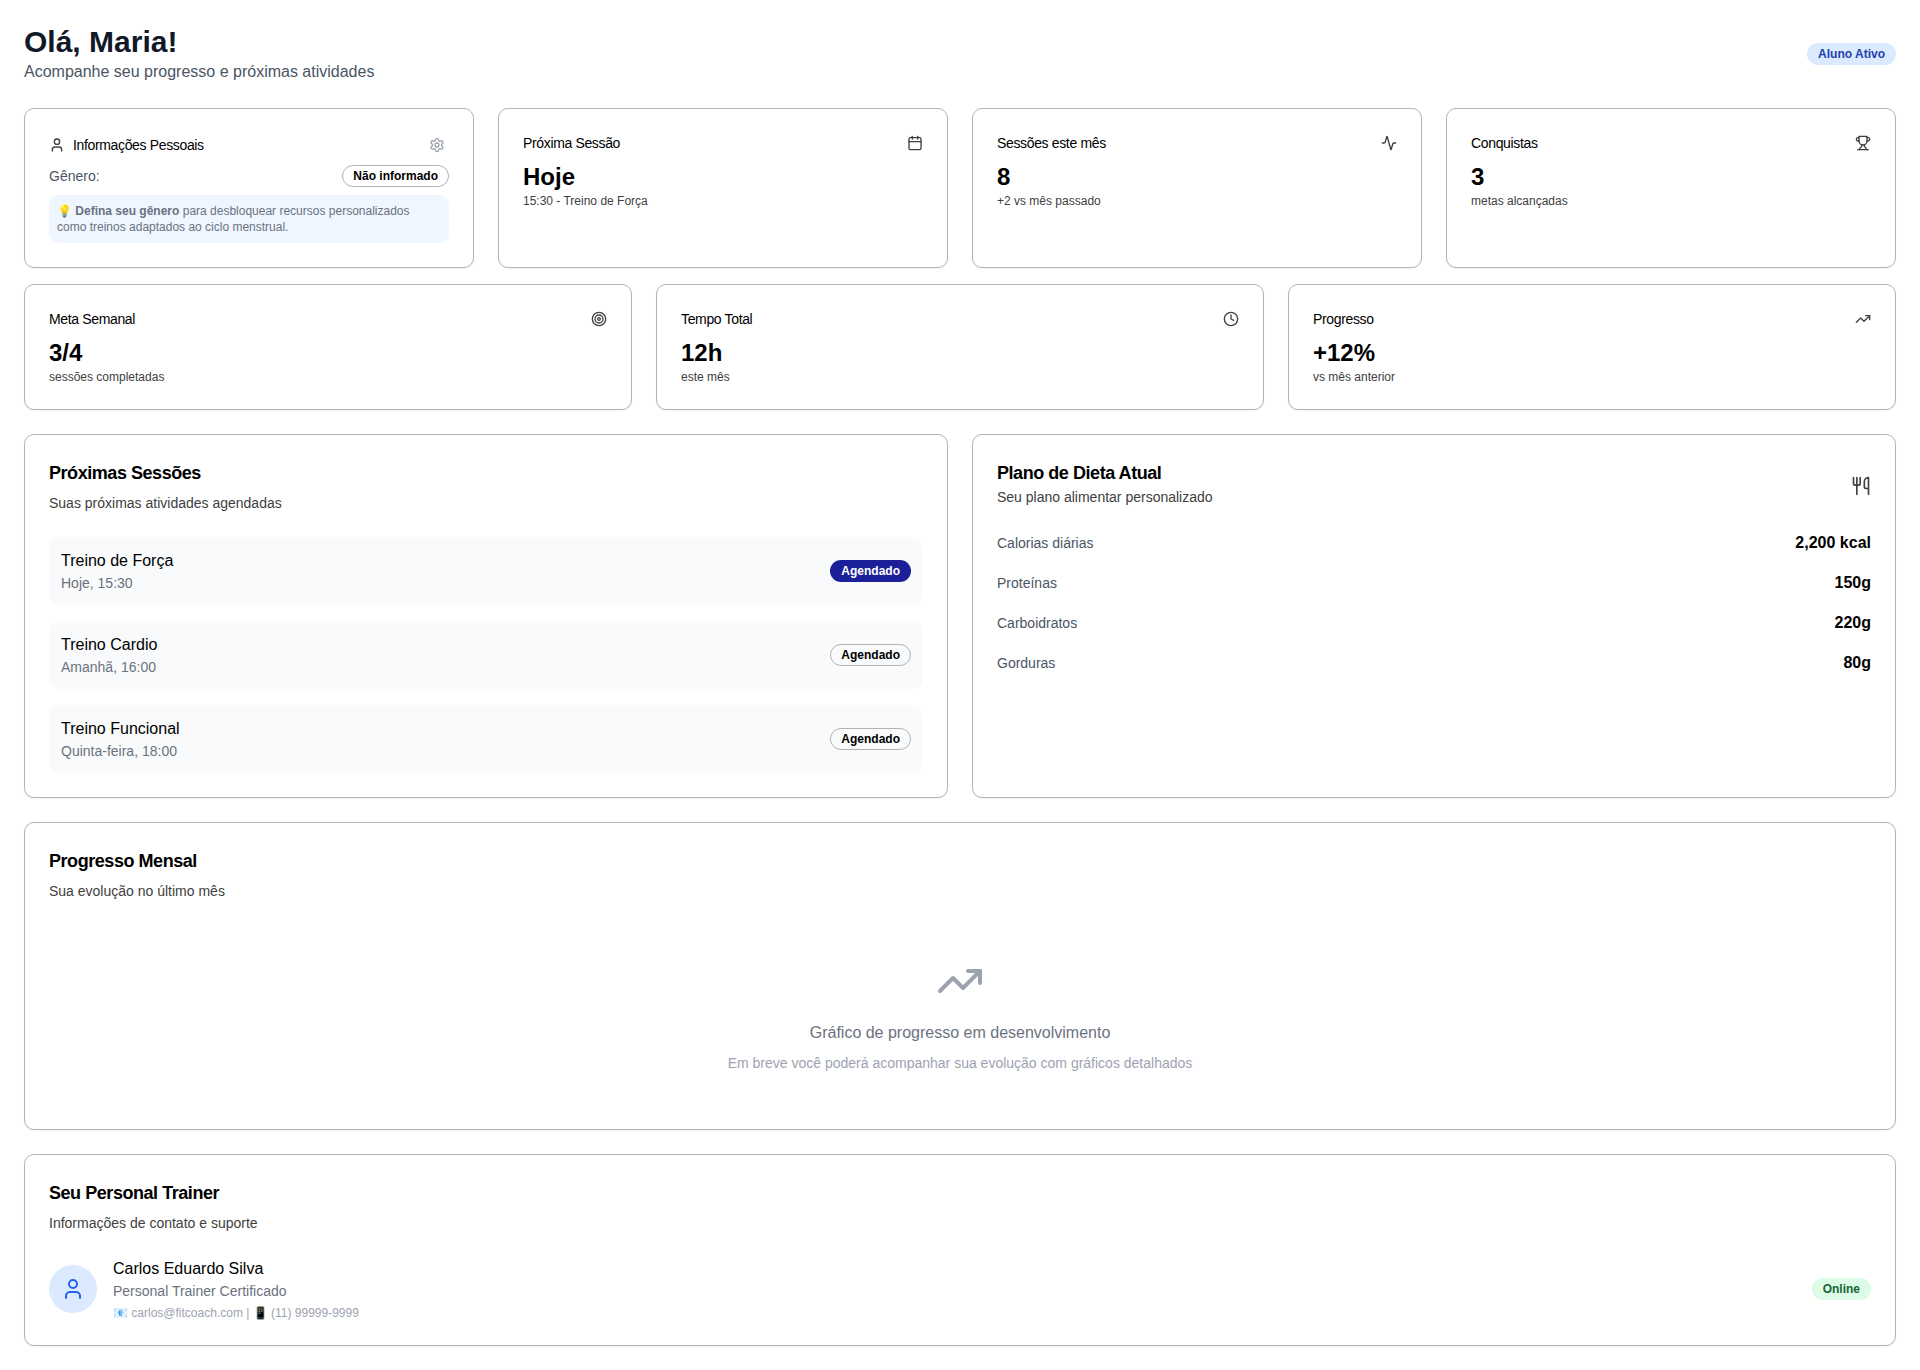 Olá, Maria!
Acompanhe seu progresso e próximas atividades
Aluno Ativo
Informações Pessoais
Gênero:
Não informado
💡 Defina seu gênero para desbloquear recursos personalizados
como treinos adaptados ao ciclo menstrual.
Próxima Sessão
Hoje
15:30 - Treino de Força
Sessões este mês
8
+2 vs mês passado
Conquistas
3
metas alcançadas
Meta Semanal
3/4
sessões completadas
Tempo Total
12h
este mês
Progresso
+12%
vs mês anterior
Próximas Sessões
Suas próximas atividades agendadas
Treino de Força
Hoje, 15:30
Agendado
Treino Cardio
Amanhã, 16:00
Agendado
Treino Funcional
Quinta-feira, 18:00
Agendado
Plano de Dieta Atual
Seu plano alimentar personalizado
Calorias diárias
2,200 kcal
Proteínas
150g
Carboidratos
220g
Gorduras
80g
Progresso Mensal
Sua evolução no último mês
Gráfico de progresso em desenvolvimento
Em breve você poderá acompanhar sua evolução com gráficos detalhados
Seu Personal Trainer
Informações de contato e suporte
Carlos Eduardo Silva
Personal Trainer Certificado
📧 carlos@fitcoach.com | 📱 (11) 99999-9999
Online